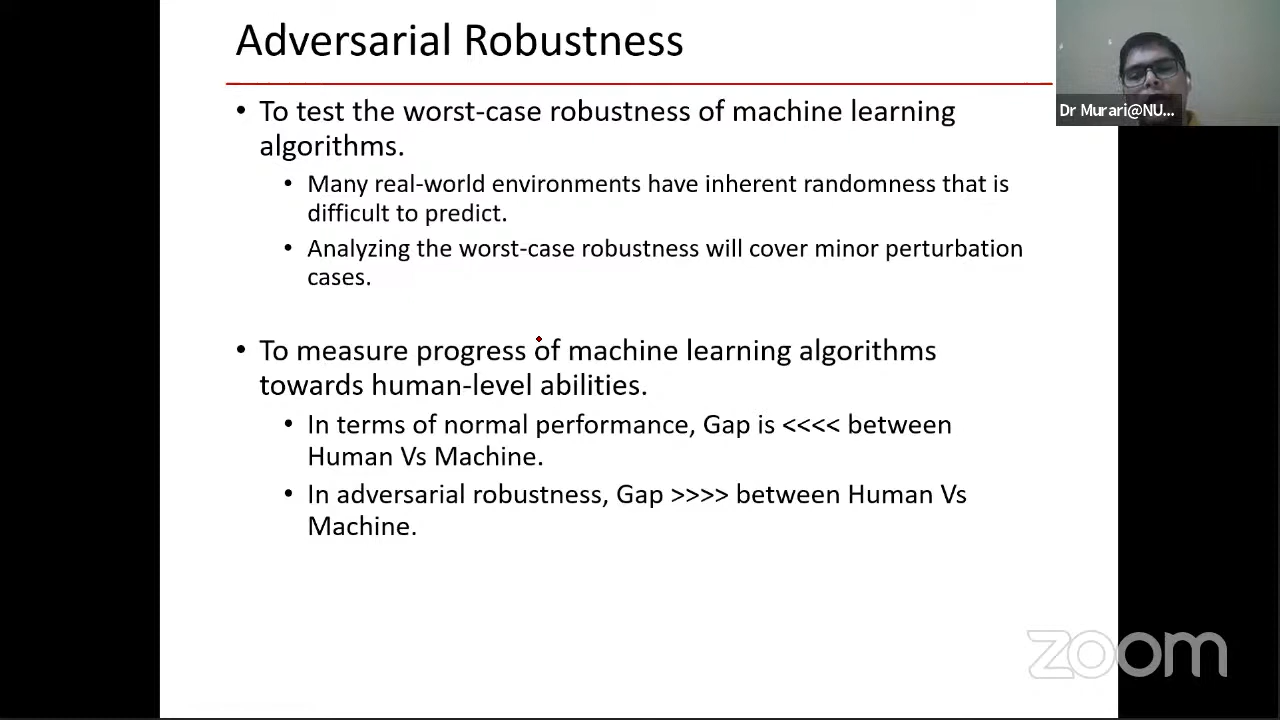 Adversarial Robustness
• To test the worst-case robustness of machine learning
algorithms.
• Many real-world environments have inherent randomness that is
difficult to predict.
• Analyzing the worst-case robustness will cover minor perturbation
cases.
• To measure progress of machine learning algorithms
towards human-level abilities.
• In terms of normal performance, Gap is <<<< between
Human Vs Machine.
• In adversarial robustness, Gap >>>> between Human Vs
Machine.
Dr Murari@NU...
zoom